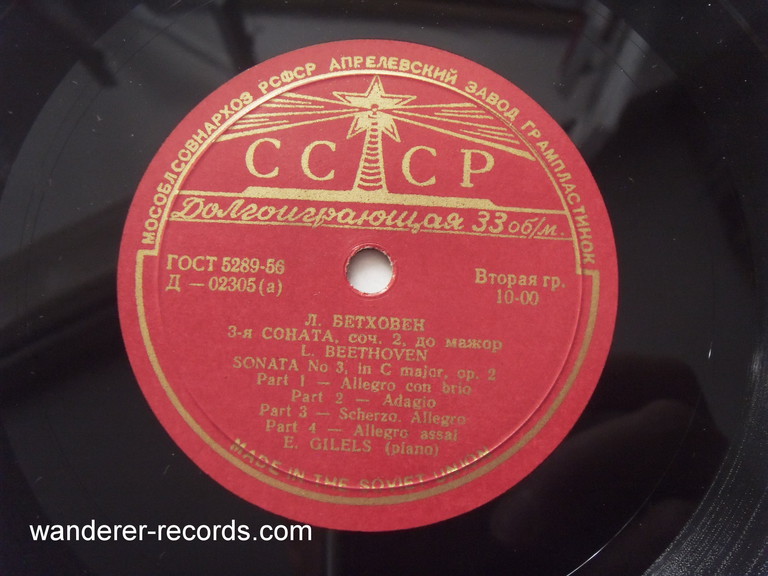 МОСОБЛСОВНАРХОЗ РСФСР АПРЕЛЕВСКИЙ ЗАВОД ГРАМПЛАСТИНОК
СССР
Долгоиграющая 33 об/м.
ГОСТ 5289-56
Д — 02305 (а)
Вторая гр.
10-00
Л. БЕТХОВЕН
3-я СОНАТА, соч. 2, до мажор
L. BEETHOVEN
SONATA No 3, in C major, op. 2
Part 1 — Allegro con brio
Part 2 — Adagio
Part 3 — Scherzo. Allegro
Part 4 — Allegro assai
E. GILELS (piano)
MADE IN THE SOVIET UNION
wanderer-records.com